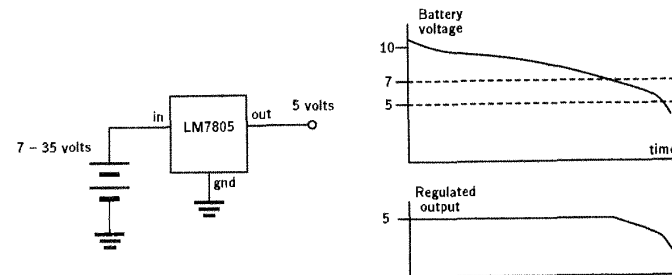 7 – 35 volts
in
LM7805
out
gnd
5 volts
Battery
voltage
10
7
5
time
Regulated
output
5